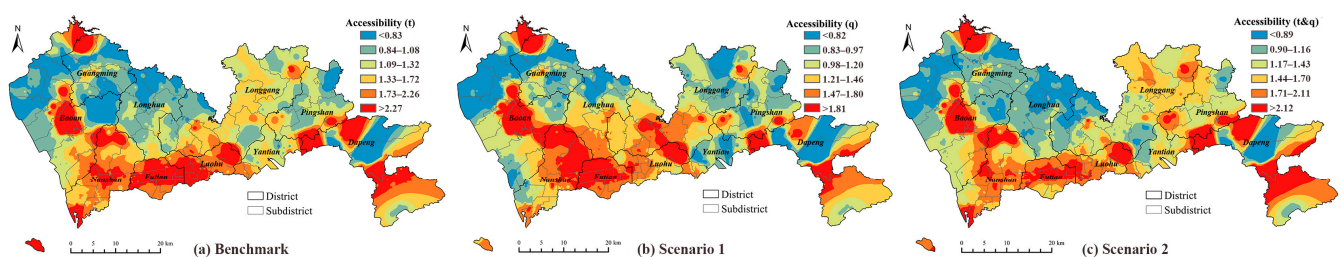 N
Accessibility (t)
<0.83
0.84–1.08
1.09–1.32
1.33–1.72
1.73–2.26
>2.27
Guangming
Longgang
Longhua
Pingshan
Baoan
Dapeng
Luohu
Yantian
Nanshan
Futian
District
Subdistrict
0 5 10 20 km
(a) Benchmark
N
Accessibility (q)
<0.82
0.83–0.97
0.98–1.20
1.21–1.46
1.47–1.80
>1.81
Guangming
Longgang
Longhua
Pingshan
Baoan
Dapeng
Luohu
Yantian
Nanshan
Futian
District
Subdistrict
0 5 10 20 km
(b) Scenario 1
N
Accessibility (t&q)
<0.89
0.90–1.16
1.17–1.43
1.44–1.70
1.71–2.11
>2.12
Guangming
Longgang
Longhua
Pingshan
Baoan
Dapeng
Luohu
Yantian
Nanshan
Futian
District
Subdistrict
0 5 10 20 km
(c) Scenario 2